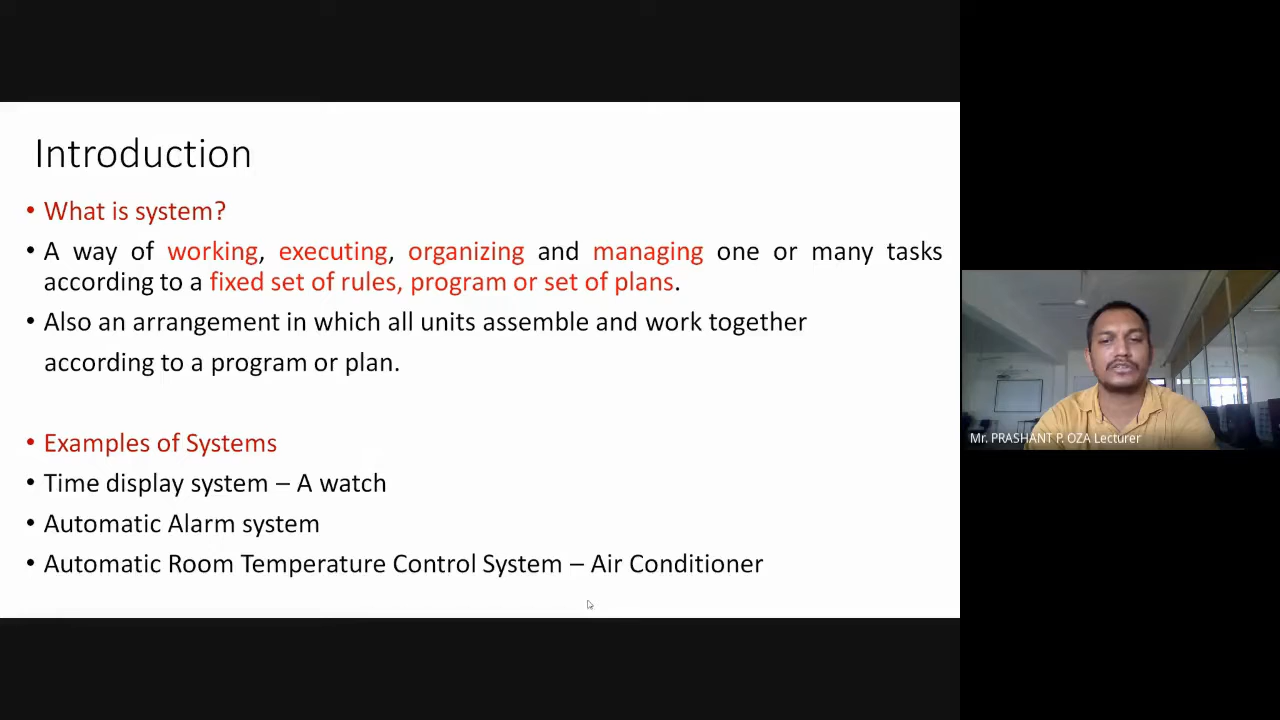 Introduction
• What is system?
• A way of working, executing, organizing and managing one or many tasks
according to a fixed set of rules, program or set of plans.
• Also an arrangement in which all units assemble and work together
according to a program or plan.
• Examples of Systems
• Time display system – A watch
• Automatic Alarm system
• Automatic Room Temperature Control System – Air Conditioner
Mr. PRASHANT P. OZA Lecturer